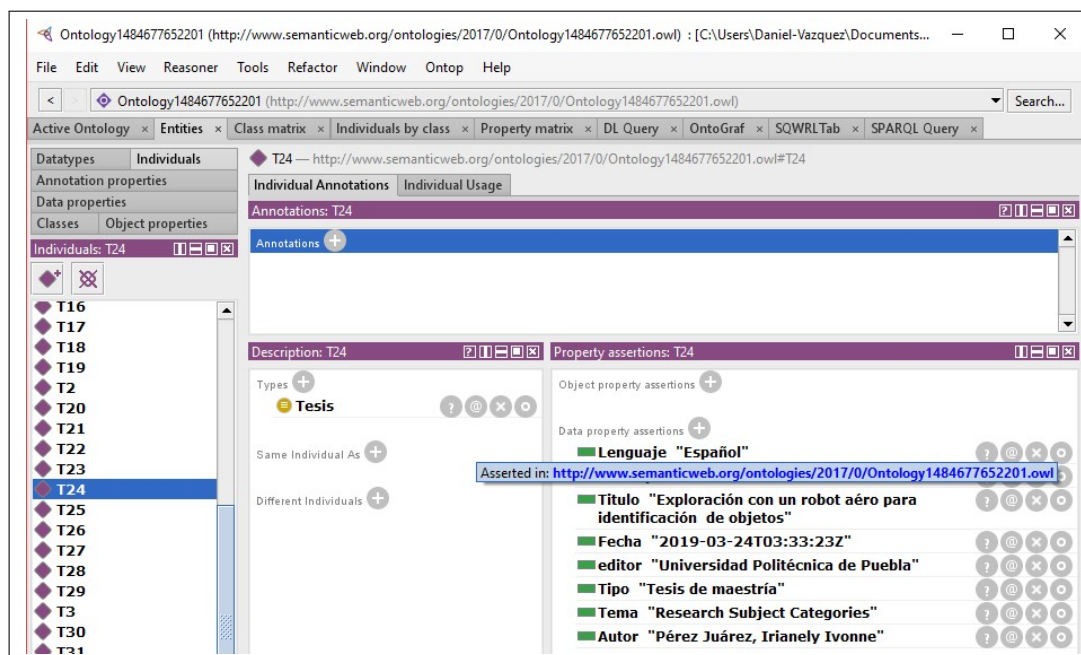 Ontology1484677652201 (http://www.semanticweb.org/ontologies/2017/0/Ontology1484677652201.owl) : [C:\Users\Daniel-Vazquez\Documents...
File Edit View Reasoner Tools Refactor Window Ontop Help
< > Ontology1484677652201 (http://www.semanticweb.org/ontologies/2017/0/Ontology1484677652201.owl) Search...
Active Ontology × Entities × Class matrix × Individuals by class × Property matrix × DL Query × OntoGraf × SQWRLTab × SPARQL Query ×
Datatypes Individuals
Annotation properties
Data properties
Classes Object properties
Individuals: T24
T16
T17
T18
T19
T2
T20
T21
T22
T23
T24
T25
T26
T27
T28
T29
T3
T30
T31
T24 — http://www.semanticweb.org/ontologies/2017/0/Ontology1484677652201.owl#T24
Individual Annotations Individual Usage
Annotations: T24
Annotations
Description: T24
Types
Tesis
Same Individual As
Different Individuals
Property assertions: T24
Object property assertions
Data property assertions
Lenguaje "Español"
Asserted in: http://www.semanticweb.org/ontologies/2017/0/Ontology1484677652201.owl
Titulo "Exploración con un robot aéro para
identificación de objetos"
Fecha "2019-03-24T03:33:23Z"
editor "Universidad Politécnica de Puebla"
Tipo "Tesis de maestría"
Tema "Research Subject Categories"
Autor "Pérez Juárez, Irianely Ivonne"